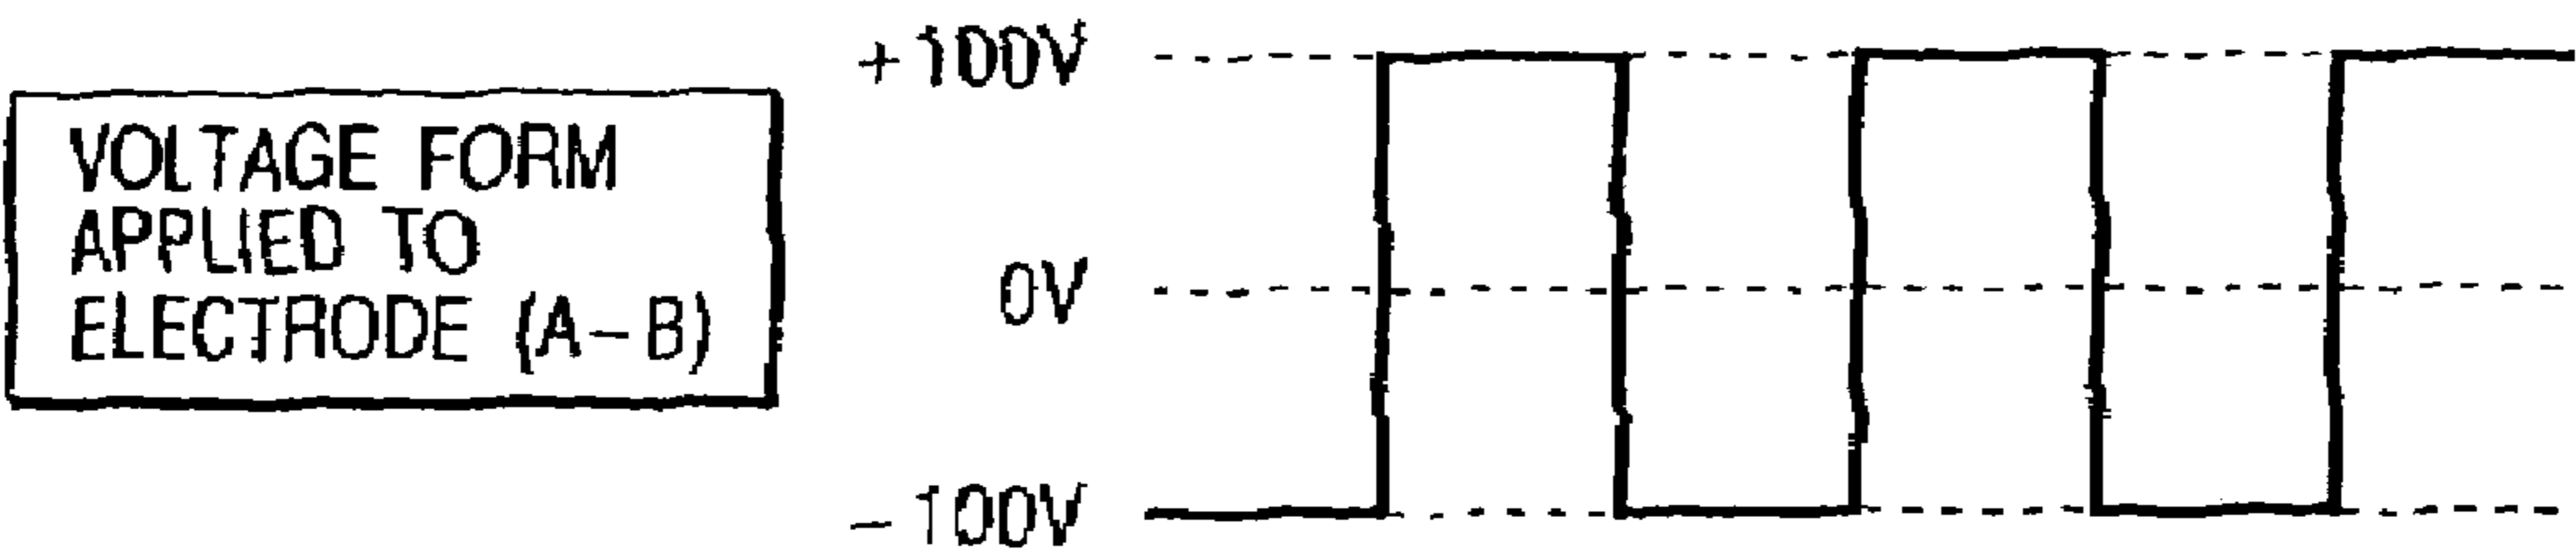 VOLTAGE FORM
APPLIED TO
ELECTRODE (A-B)
+100V
0V
-100V